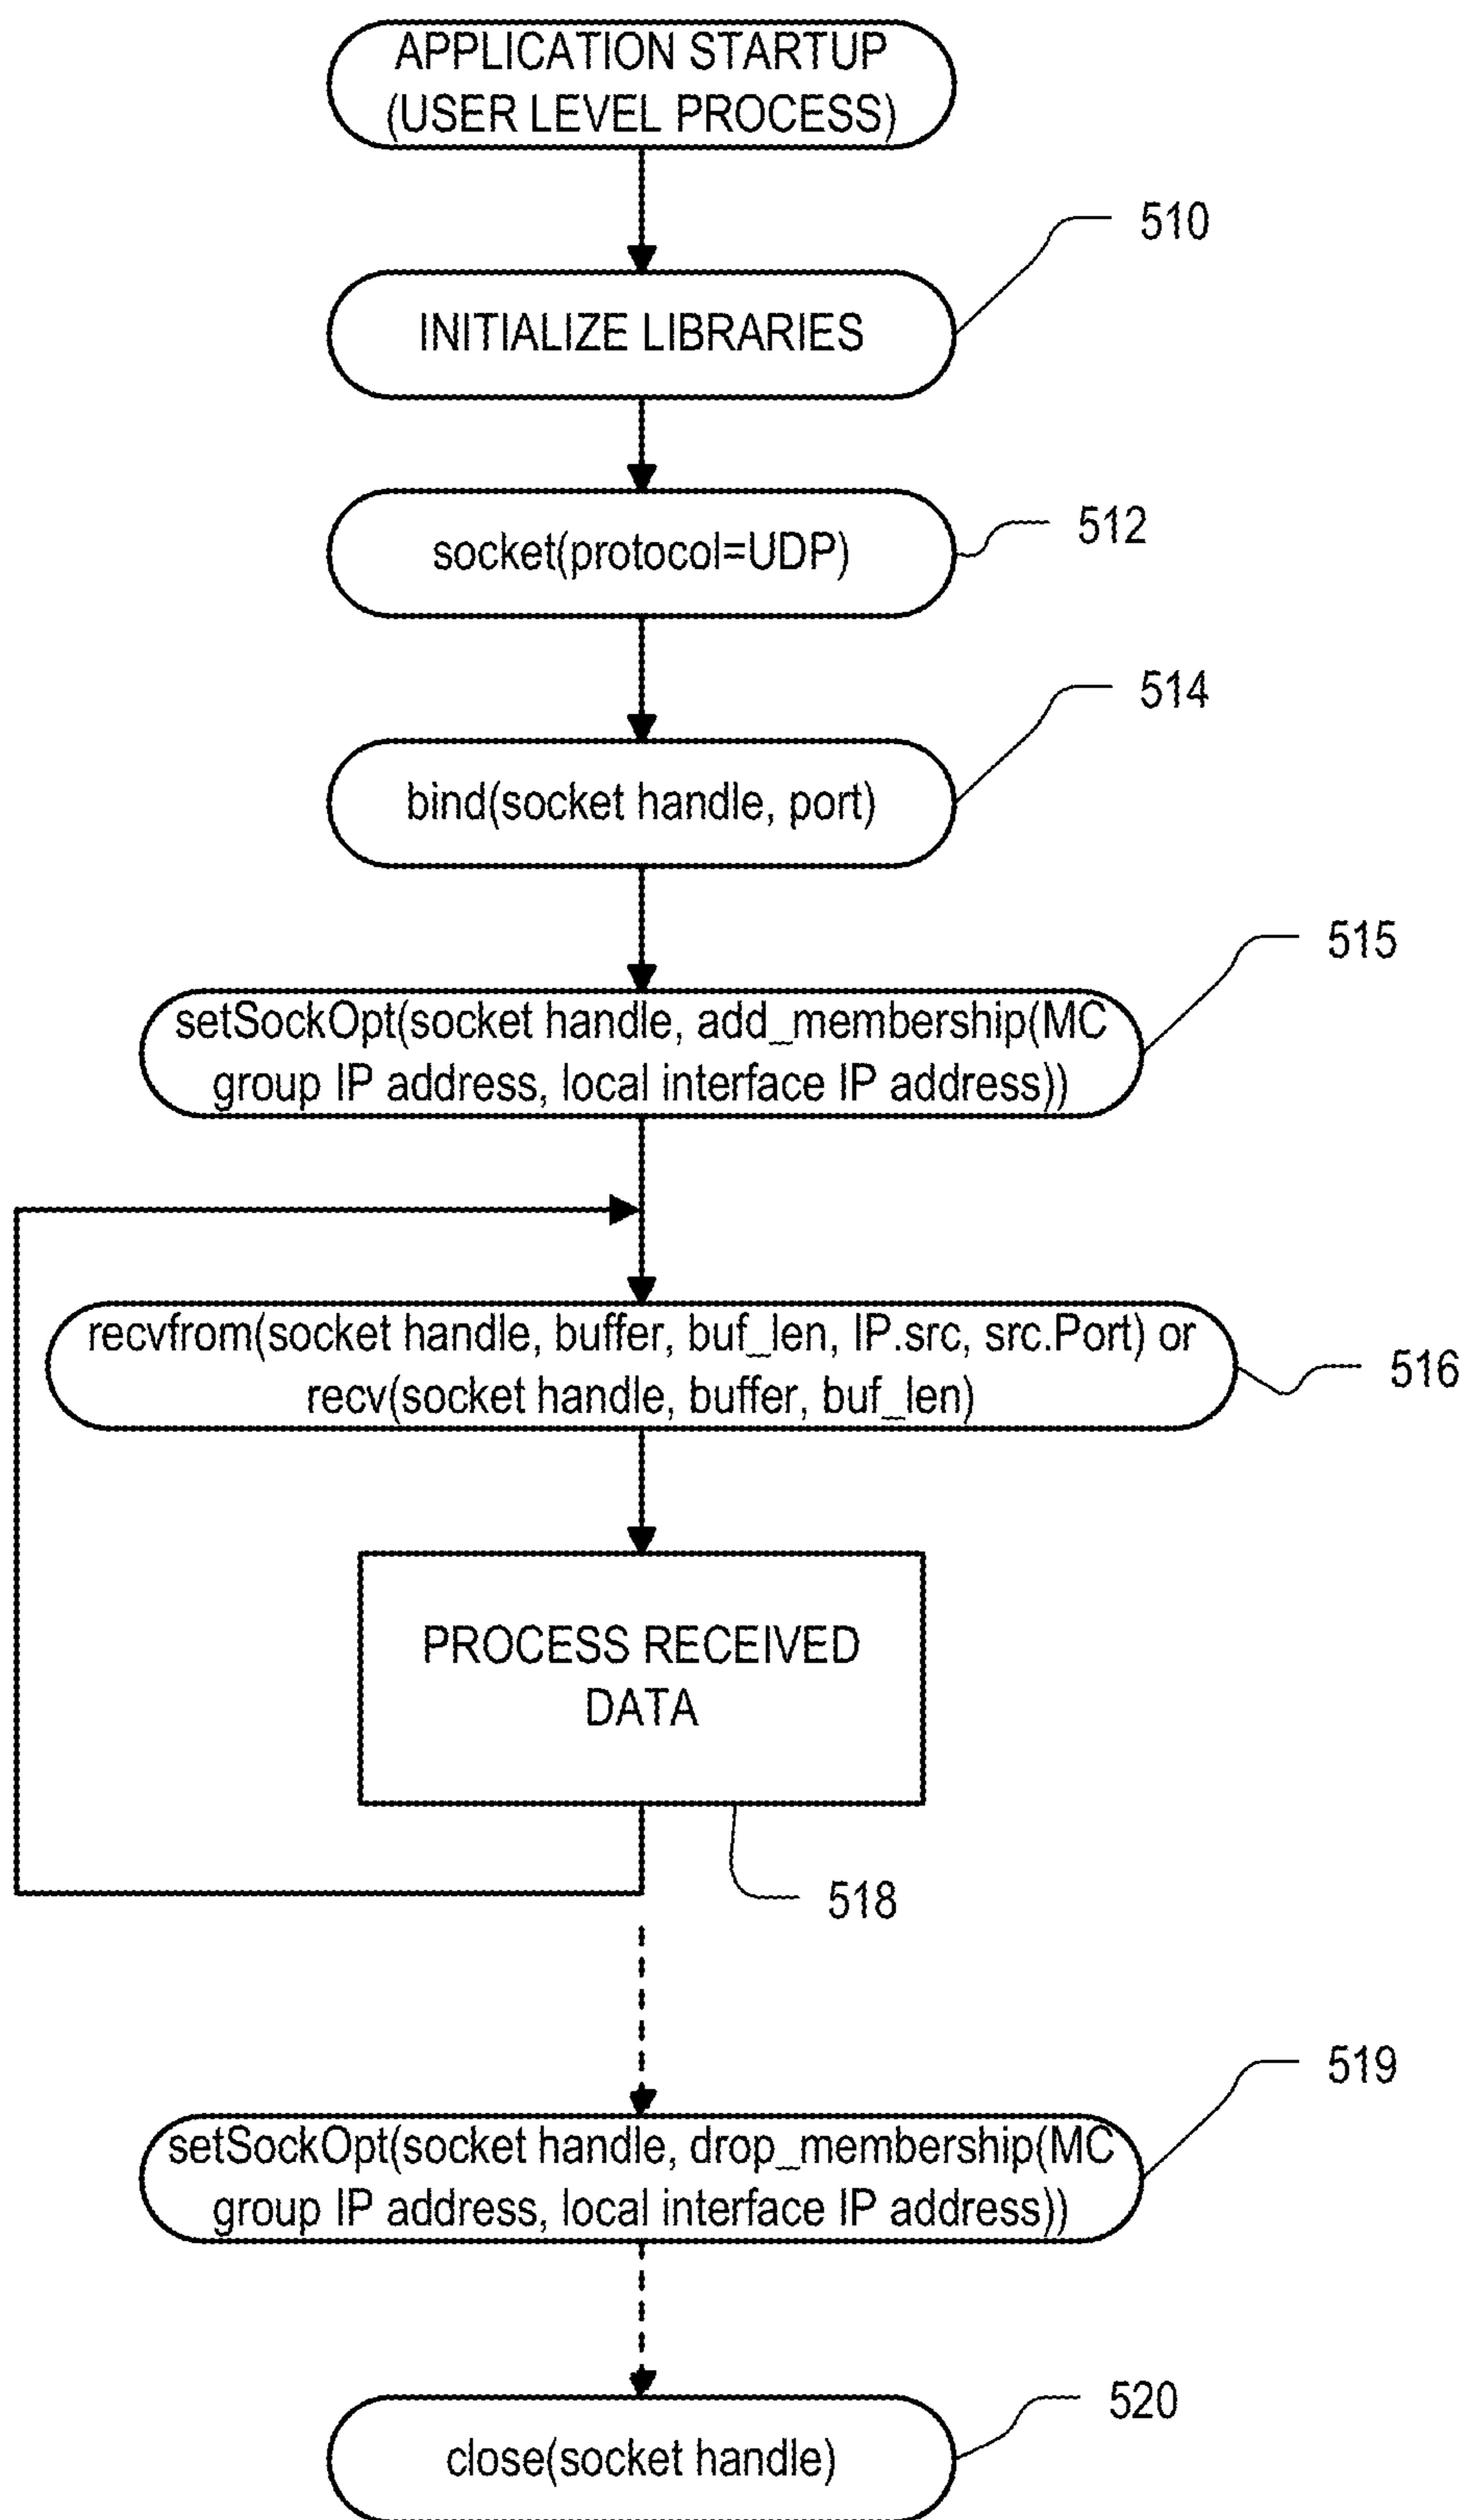 APPLICATION STARTUP
(USER LEVEL PROCESS)
510
INITIALIZE LIBRARIES
512
socket(protocol=UDP)
514
bind(socket handle, port)
515
setSockOpt(socket handle, add_membership(MC
group IP address, local interface IP address))
recvfrom(socket handle, buffer, buf_len, IP.src, src.Port) or
recv(socket handle, buffer, buf_len)
516
PROCESS RECEIVED
DATA
518
519
setSockOpt(socket handle, drop_membership(MC
group IP address, local interface IP address))
520
close(socket handle)